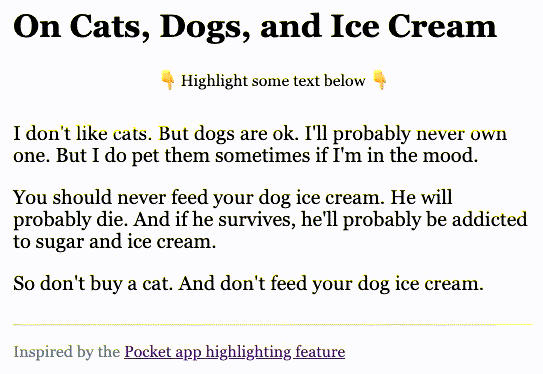 On Cats, Dogs, and Ice Cream
👇 Highlight some text below 👇
I don't like cats. But dogs are ok. I'll probably never own
one. But I do pet them sometimes if I'm in the mood.
You should never feed your dog ice cream. He will
probably die. And if he survives, he'll probably be addicted
to sugar and ice cream.
So don't buy a cat. And don't feed your dog ice cream.
Inspired by the Pocket app highlighting feature